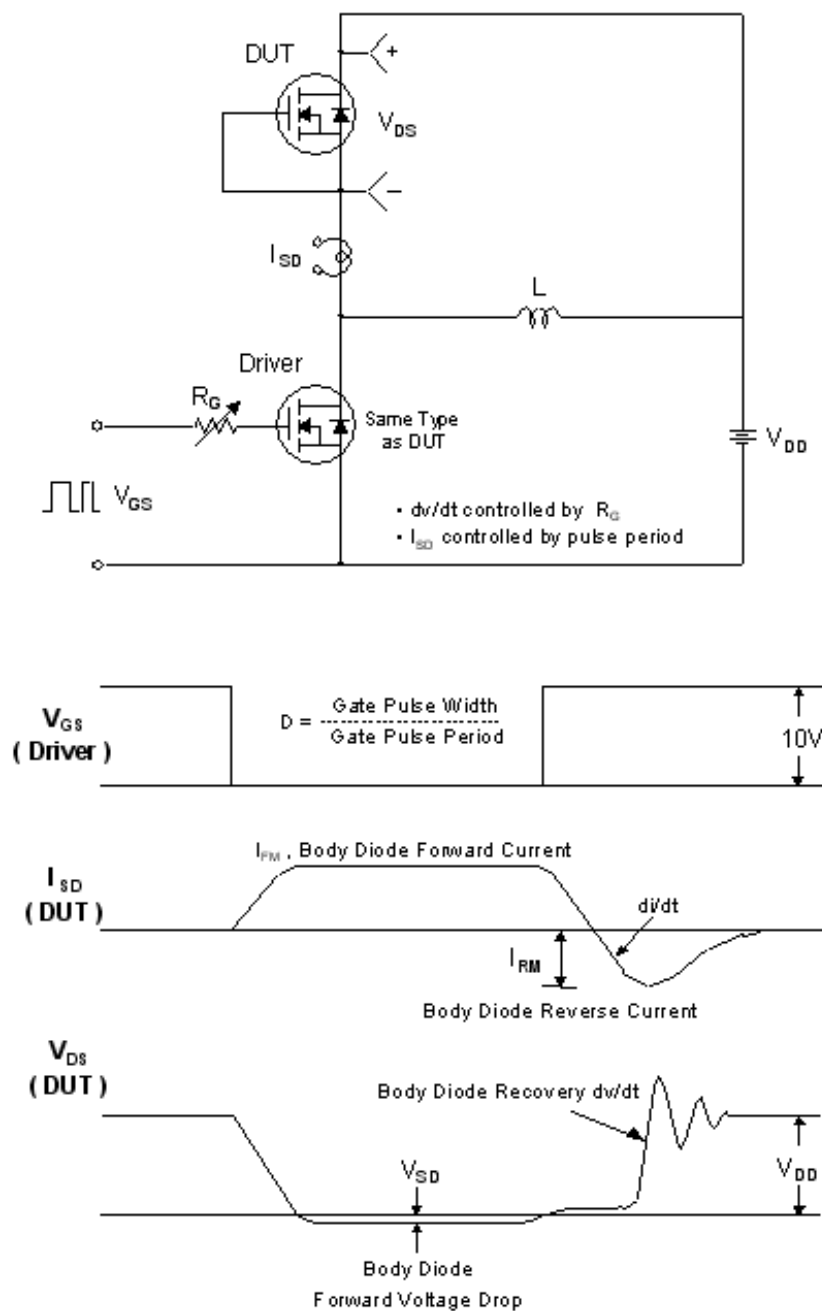 DUT
+
V_DS
−
I_SD
L
Driver
R_G
Same Type
as DUT
V_DD
V_GS
• dv/dt controlled by R_G
• I_SD controlled by pulse period
V_GS
( Driver )
D = Gate Pulse Width
Gate Pulse Period
10V
I_FM , Body Diode Forward Current
I_SD
( DUT )
di/dt
I_RM
Body Diode Reverse Current
V_DS
( DUT )
Body Diode Recovery dv/dt
V_SD
V_DD
Body Diode
Forward Voltage Drop